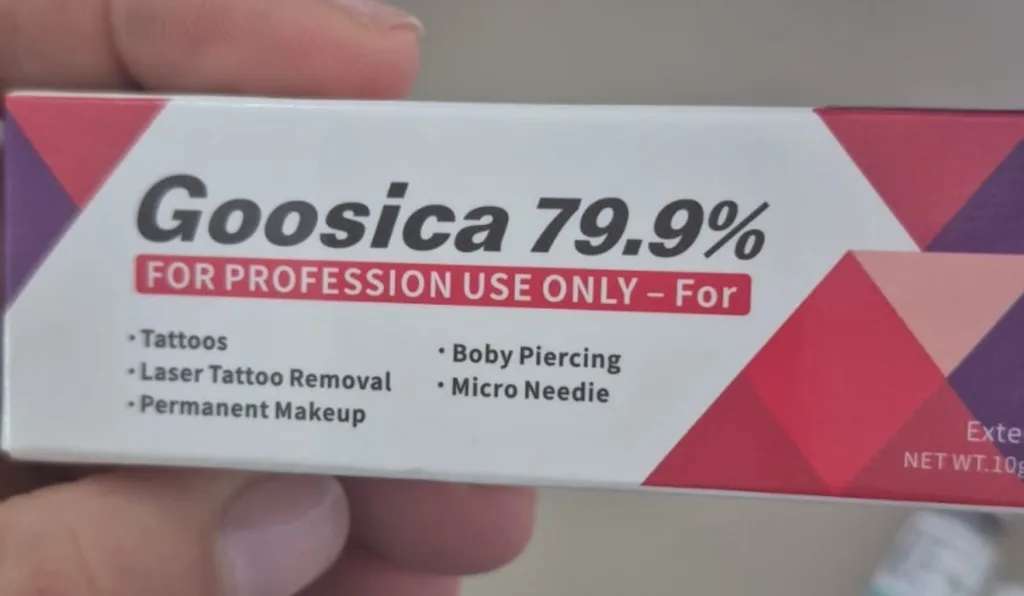 Goosica 79.9%
FOR PROFESSION USE ONLY – For
· Tattoos
· Laser Tattoo Removal
· Permanent Makeup
· Boby Piercing
· Micro Needie
Exte
NET WT.10g